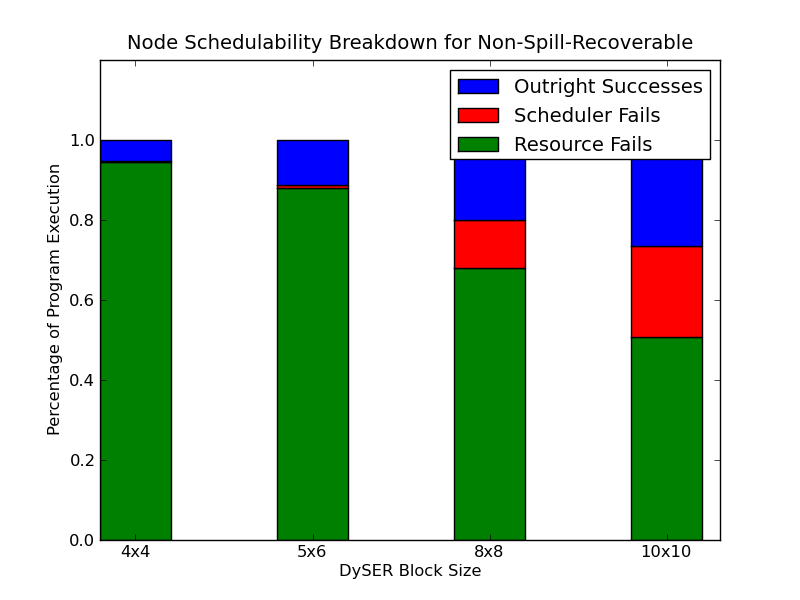 Node Schedulability Breakdown for Non-Spill-Recoverable
Outright Successes
Scheduler Fails
Resource Fails
Percentage of Program Execution
1.0
0.8
0.6
0.4
0.2
0.0
4x4
5x6
8x8
10x10
DySER Block Size